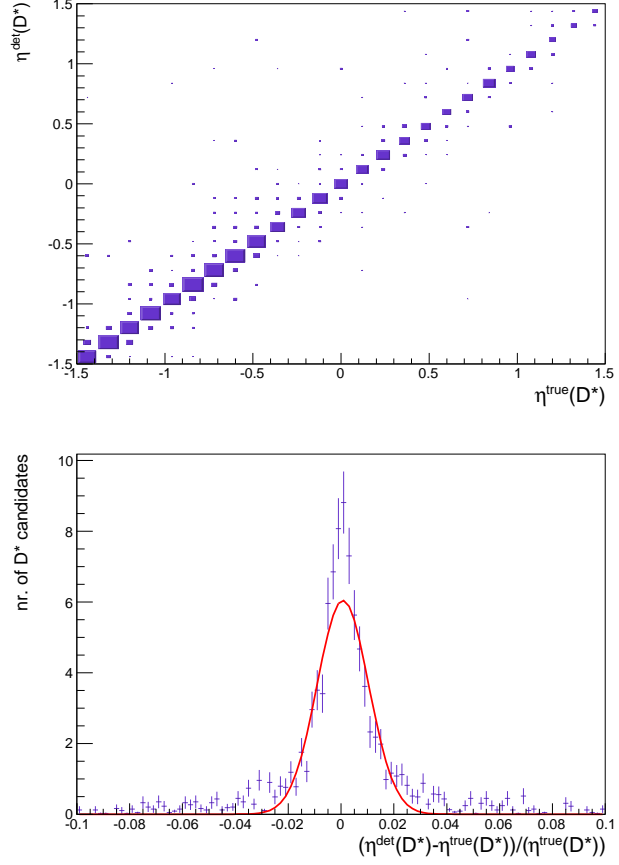 η^det(D*)
1.5
1
0.5
0
-0.5
-1
-1.5
-1.5 -1 -0.5 0 0.5 1 1.5
η^true(D*)
nr. of D* candidates
10
8
6
4
2
0
-0.1 -0.08 -0.06 -0.04 -0.02 0 0.02 0.04 0.06 0.08 0.1
(η^det(D*)-η^true(D*))/(η^true(D*))